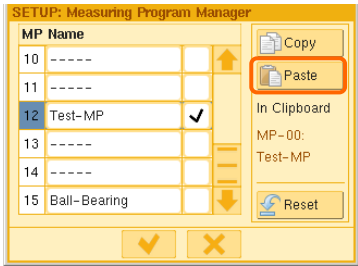 SETUP: Measuring Program Manager
MP Name
10 -----
11 -----
12 Test-MP
13 -----
14 -----
15 Ball-Bearing
Copy
Paste
In Clipboard
MP-00:
Test-MP
Reset